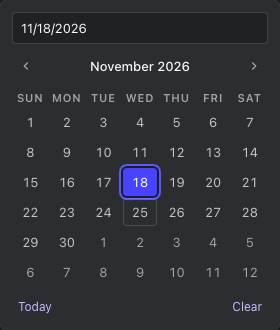 11/18/2026
November 2026
SUN MON TUE WED THU FRI SAT
1 2 3 4 5 6 7
8 9 10 11 12 13 14
15 16 17 18 19 20 21
22 23 24 25 26 27 28
29 30 1 2 3 4 5
6 7 8 9 10 11 12
Today Clear